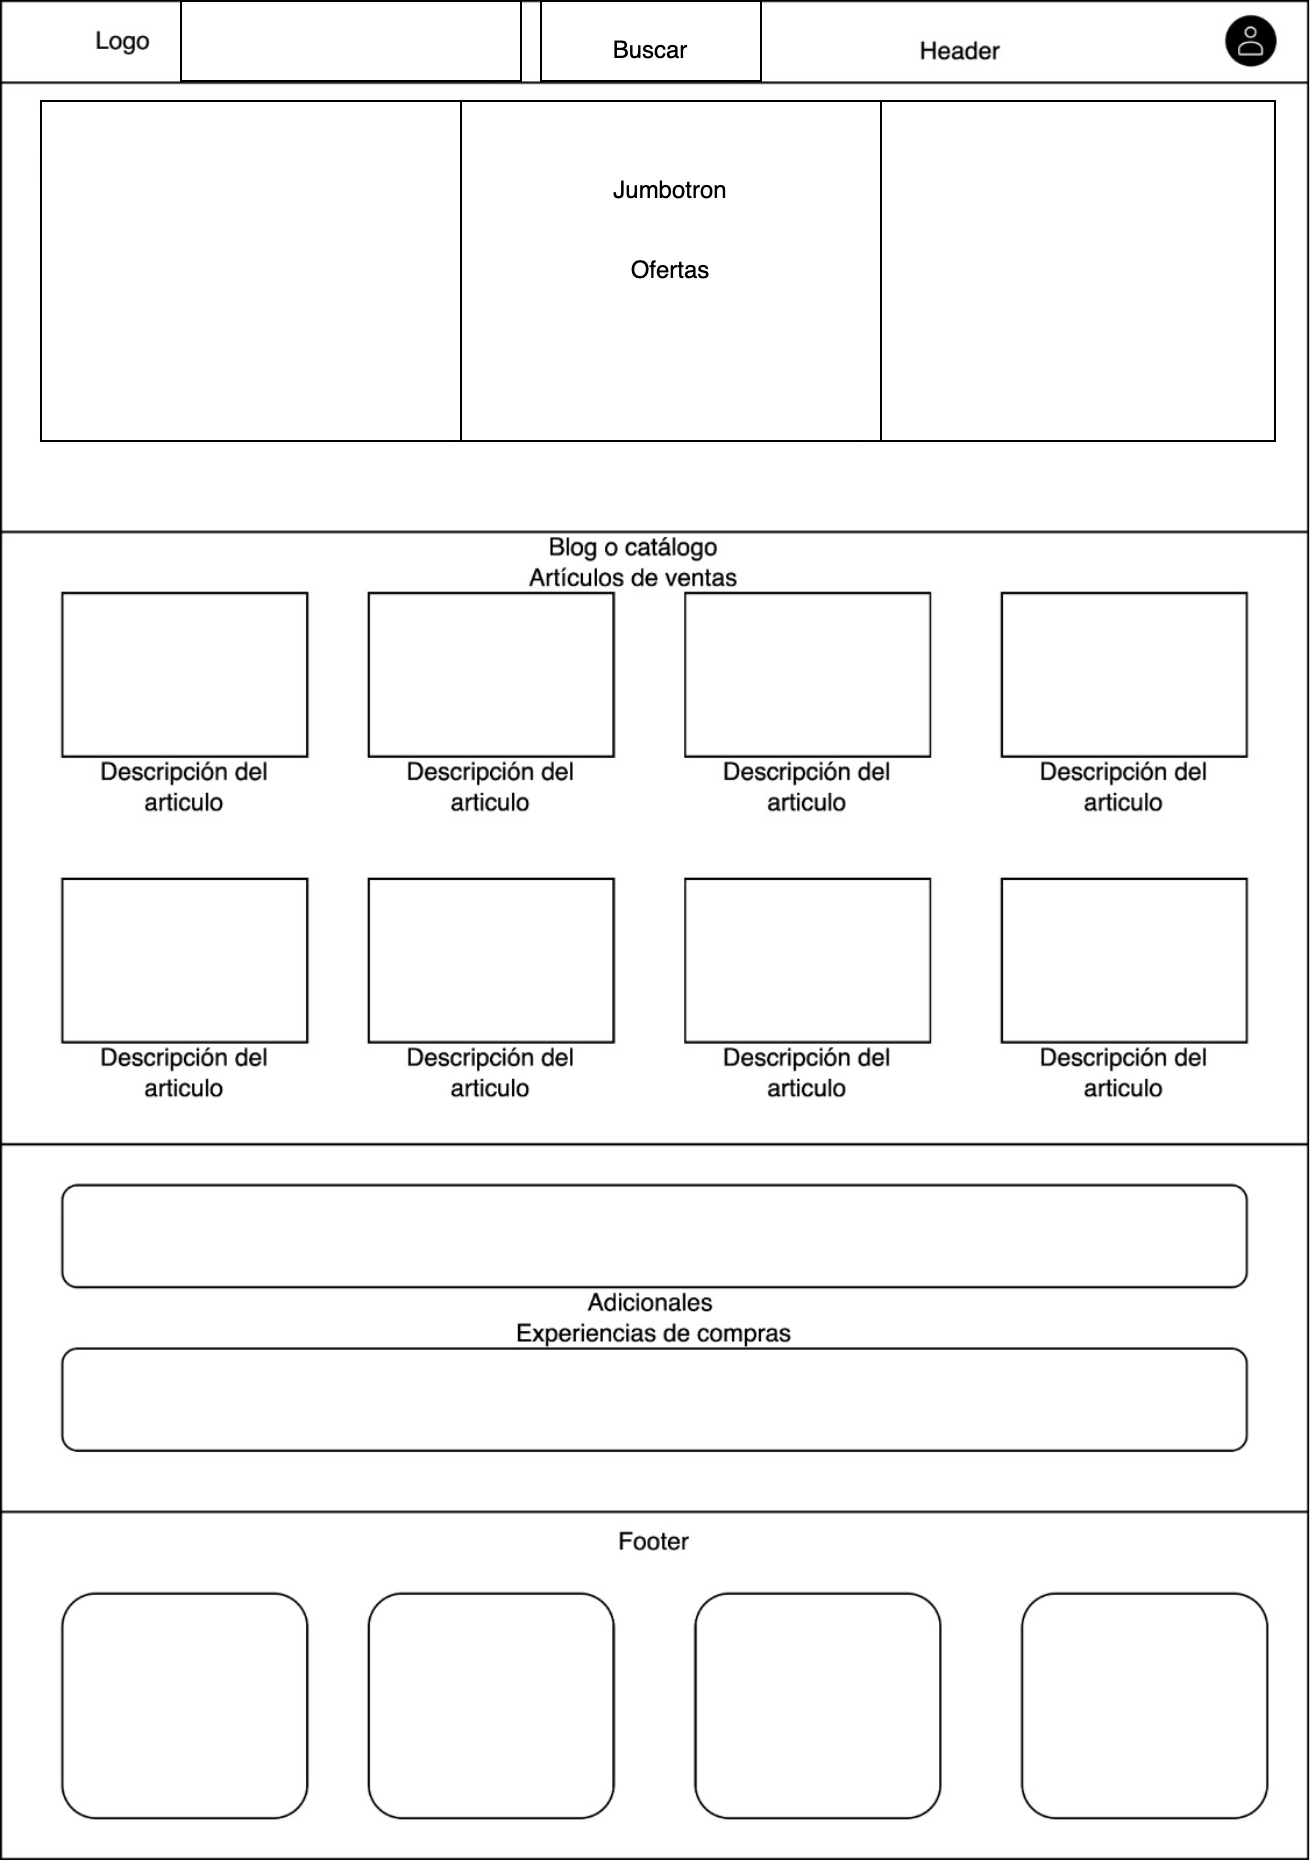 Logo
Buscar
Header
Jumbotron
Ofertas
Blog o catálogo
Artículos de ventas
Descripción del
articulo
Descripción del
articulo
Descripción del
articulo
Descripción del
articulo
Descripción del
articulo
Descripción del
articulo
Descripción del
articulo
Descripción del
articulo
Adicionales
Experiencias de compras
Footer